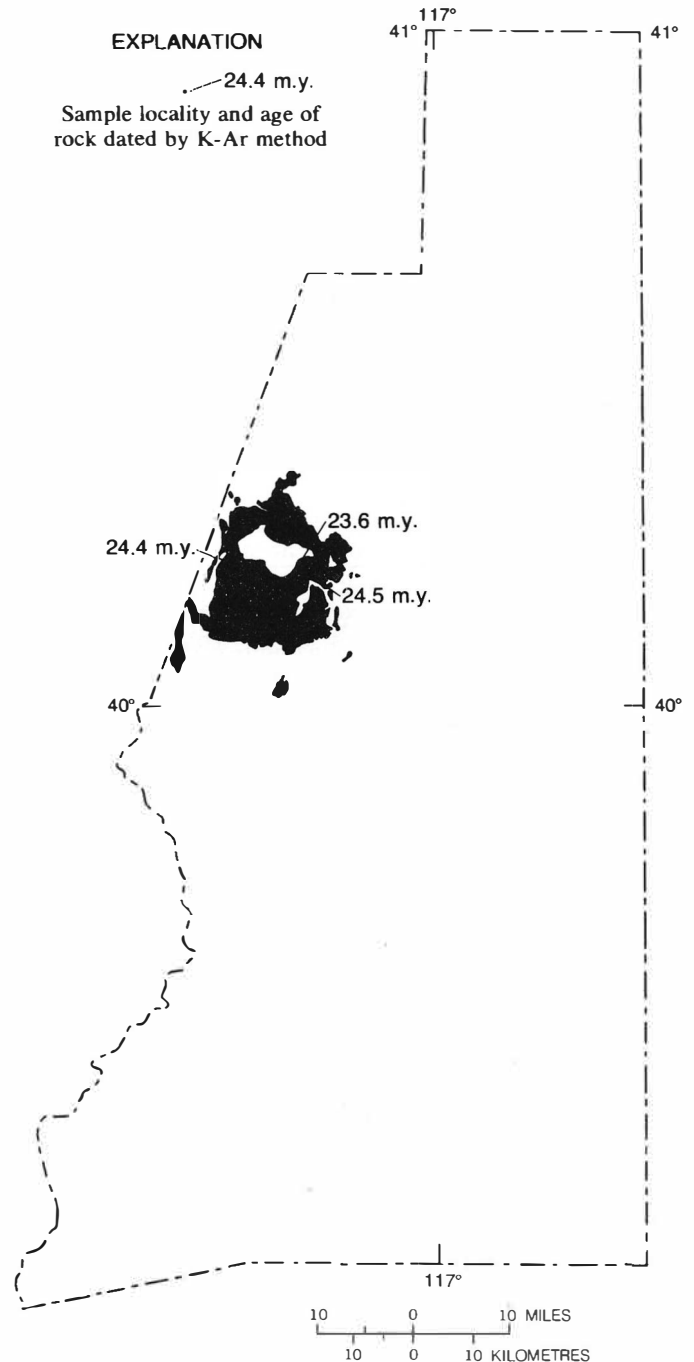 EXPLANATION
24.4 m.y.
Sample locality and age of
rock dated by K-Ar method
117°
41°
41°
23.6 m.y.
24.4 m.y.
24.5 m.y.
40°
40°
117°
10 0 10 MILES
10 0 10 KILOMETRES